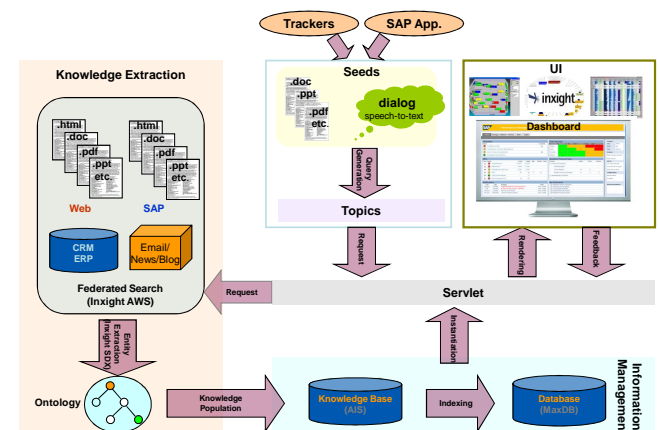 Trackers
SAP App.
Knowledge Extraction
.html
.doc
.pdf
.ppt
etc.
Web
.html
.doc
.pdf
.ppt
etc.
SAP
CRM
ERP
Email/
News/Blog
Federated Search
(Inxight AWS)
Seeds
.doc
.ppt
.pdf
etc.
dialog
speech-to-text
Query
Generation
Topics
Request
UI
inxight
Dashboard
Rendering
Feedback
Request
Servlet
Entity
Extraction
(Inxight SDX)
Instantiation
Ontology
Knowledge
Population
Knowledge Base
(AIS)
Indexing
Database
(MaxDB)
Information
Management